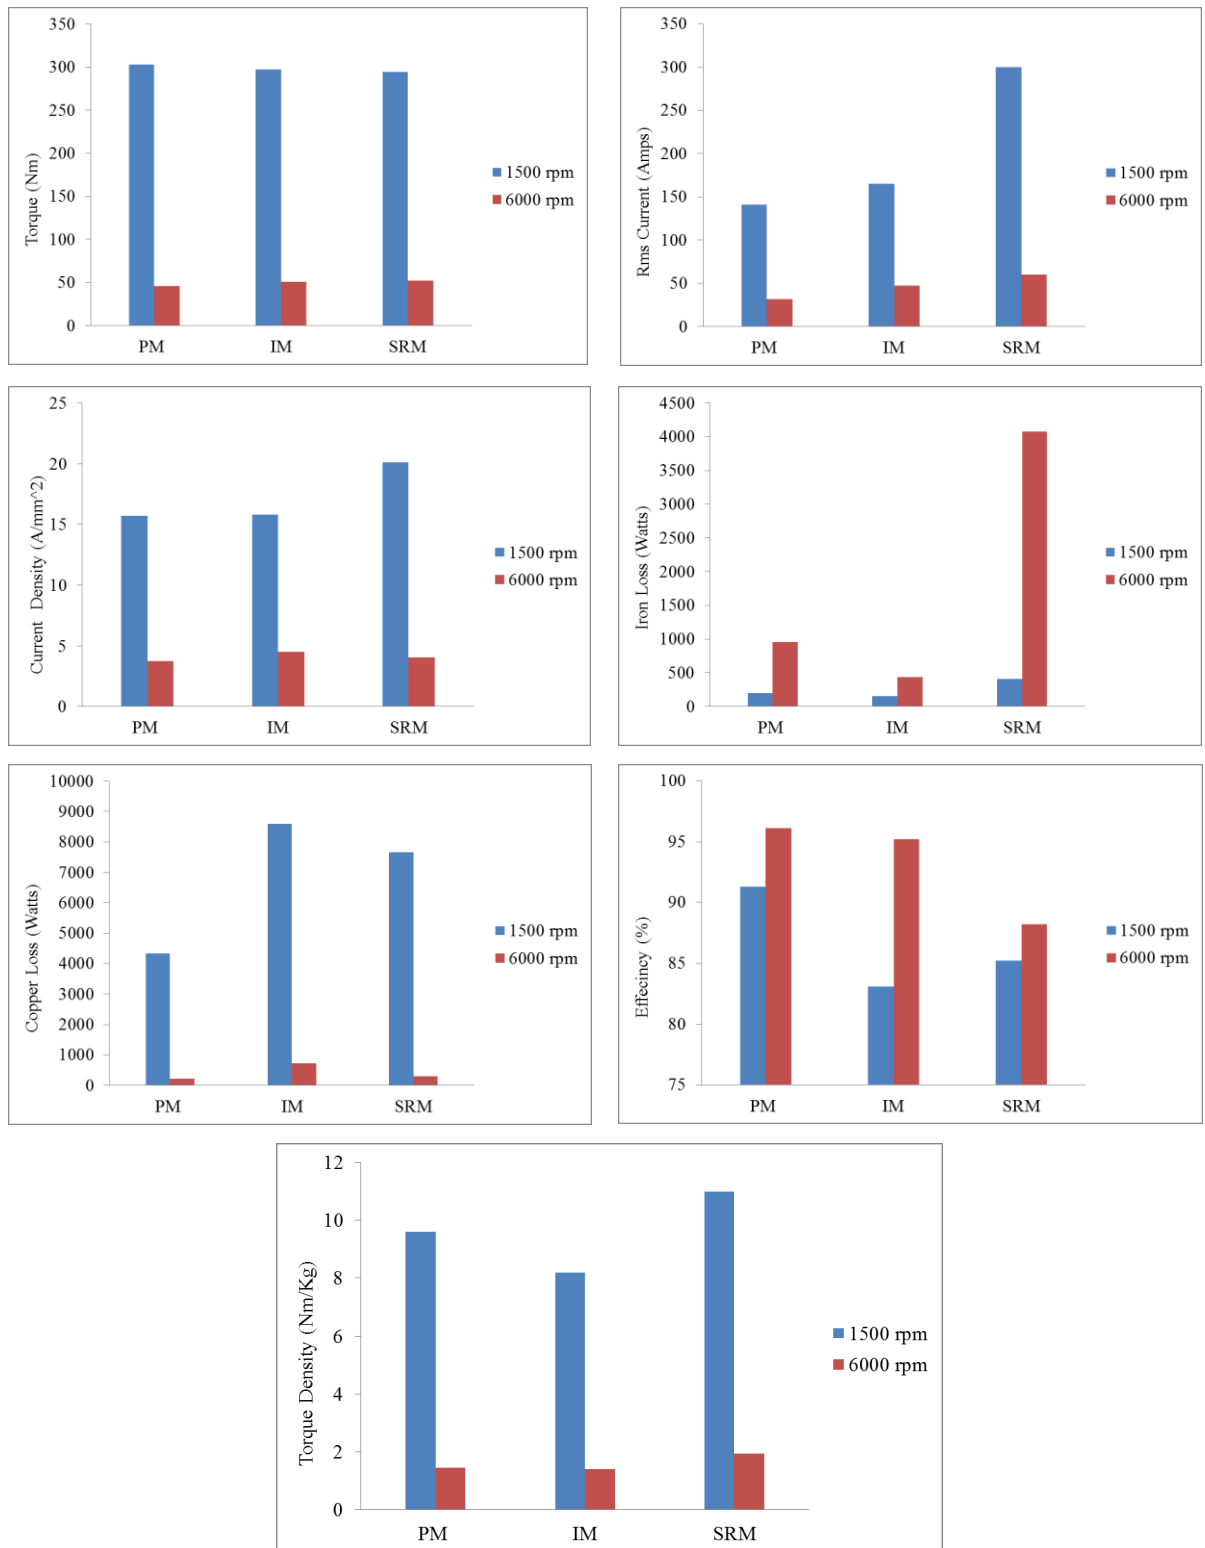 350
300
250
200
150
100
50
0
Torque (Nm)
PM IM SRM
1500 rpm
6000 rpm
350
300
250
200
150
100
50
0
Rms Current (Amps)
PM IM SRM
1500 rpm
6000 rpm
25
20
15
10
5
0
Current Density (A/mm^2)
PM IM SRM
1500 rpm
6000 rpm
4500
4000
3500
3000
2500
2000
1500
1000
500
0
Iron Loss (Watts)
PM IM SRM
1500 rpm
6000 rpm
10000
9000
8000
7000
6000
5000
4000
3000
2000
1000
0
Copper Loss (Watts)
PM IM SRM
1500 rpm
6000 rpm
100
95
90
85
80
75
Effecincy (%)
PM IM SRM
1500 rpm
6000 rpm
12
10
8
6
4
2
0
Torque Density (Nm/Kg)
PM IM SRM
1500 rpm
6000 rpm